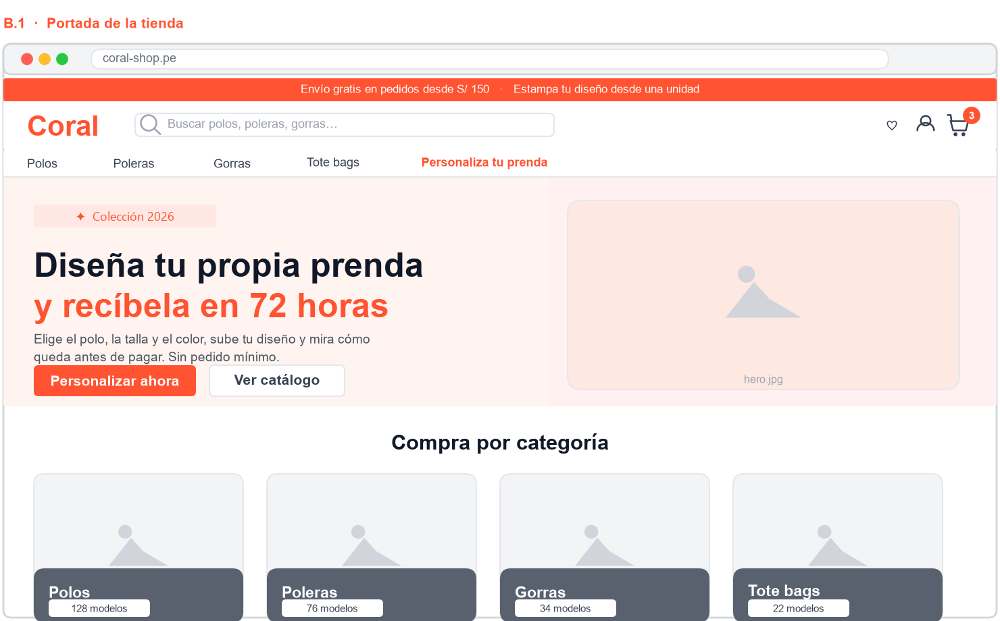 B.1 · Portada de la tienda
coral-shop.pe
Envío gratis en pedidos desde S/ 150 · Estampa tu diseño desde una unidad
Coral
Buscar polos, poleras, gorras…
3
Polos
Poleras
Gorras
Tote bags
Personaliza tu prenda
✦ Colección 2026
Diseña tu propia prenda
y recíbela en 72 horas
Elige el polo, la talla y el color, sube tu diseño y mira cómo
queda antes de pagar. Sin pedido mínimo.
Personalizar ahora
Ver catálogo
hero.jpg
Compra por categoría
Polos
128 modelos
Poleras
76 modelos
Gorras
34 modelos
Tote bags
22 modelos